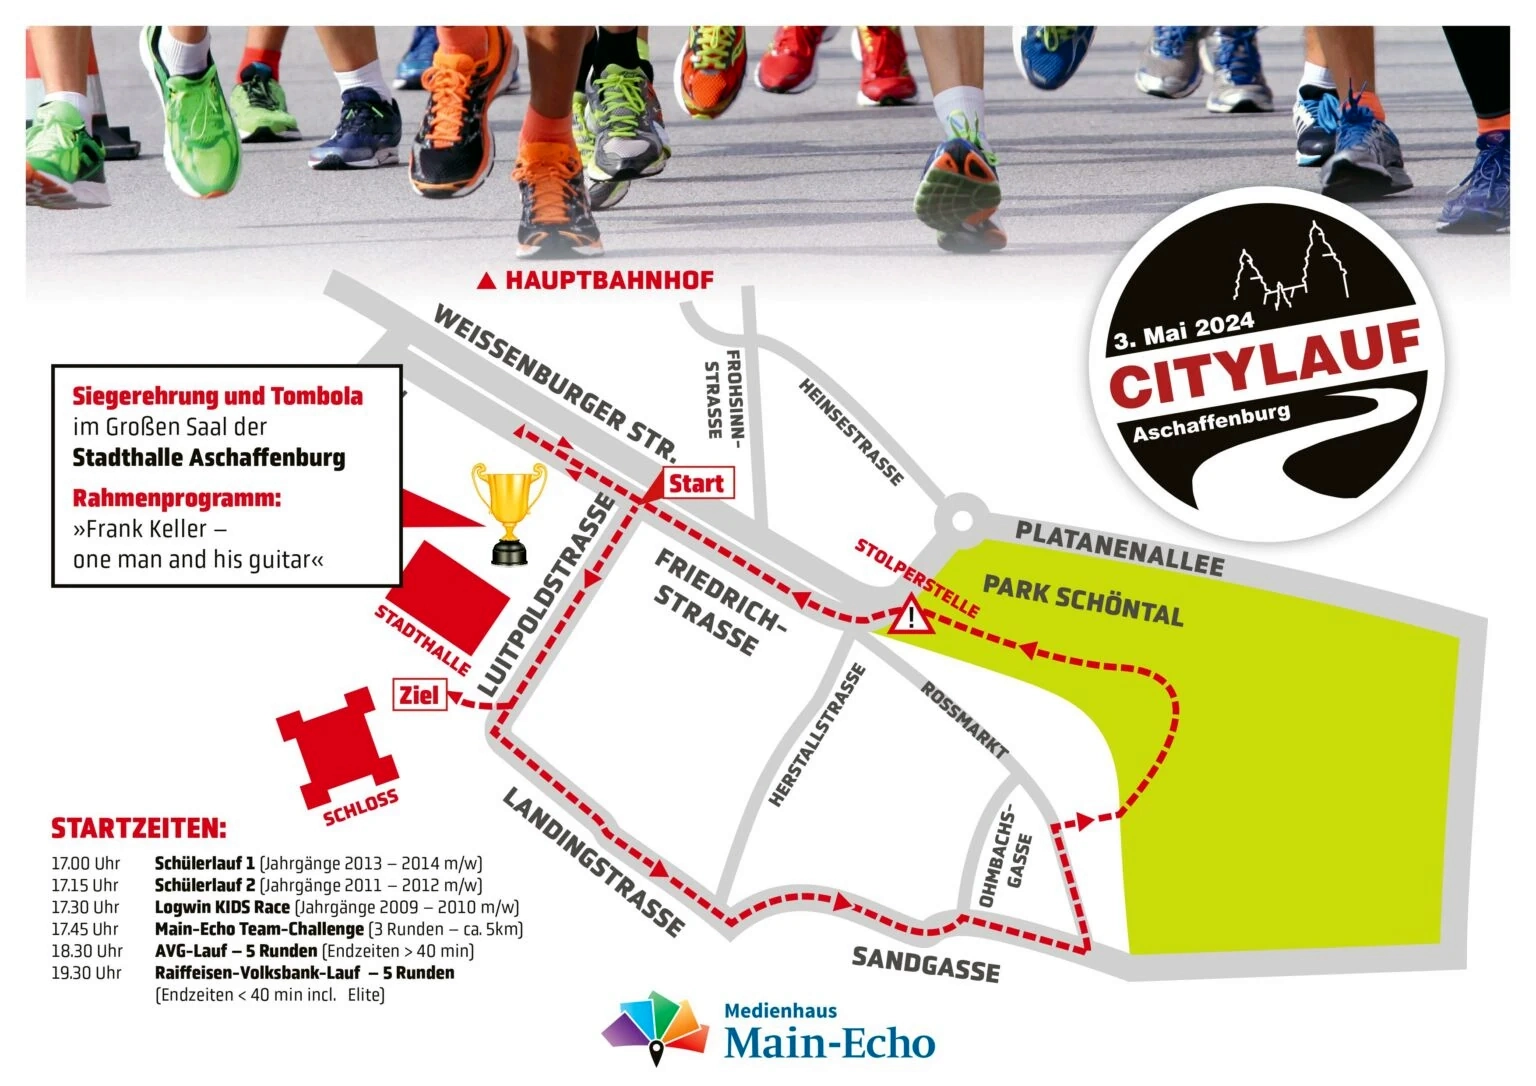 ▲ HAUPTBAHNHOF
3. Mai 2024
CITYLAUF
Aschaffenburg
WEISSENBURGER STR.
FROHSINN-
STRASSE
HEINSESTRASSE
Siegerehrung und Tombola
im Großen Saal der
Stadthalle Aschaffenburg
Rahmenprogramm:
»Frank Keller –
one man and his guitar«
Start
PLATANENALLEE
STOLPERSTELLE
!
PARK SCHÖNTAL
LUITPOLDSTRASSE
FRIEDRICH-
STRASSE
STADTHALLE
Ziel
HERSTALLSTRASSE
ROSSMARKT
SCHLOSS
LANDINGSTRASSE
OHMBACHS-
GASSE
SANDGASSE
STARTZEITEN:
17.00 Uhr Schülerlauf 1 (Jahrgänge 2013 – 2014 m/w)
17.15 Uhr Schülerlauf 2 (Jahrgänge 2011 – 2012 m/w)
17.30 Uhr Logwin KIDS Race (Jahrgänge 2009 – 2010 m/w)
17.45 Uhr Main-Echo Team-Challenge (3 Runden – ca. 5km)
18.30 Uhr AVG-Lauf – 5 Runden (Endzeiten > 40 min)
19.30 Uhr Raiffeisen-Volksbank-Lauf – 5 Runden
(Endzeiten < 40 min incl. Elite)
Medienhaus
Main-Echo